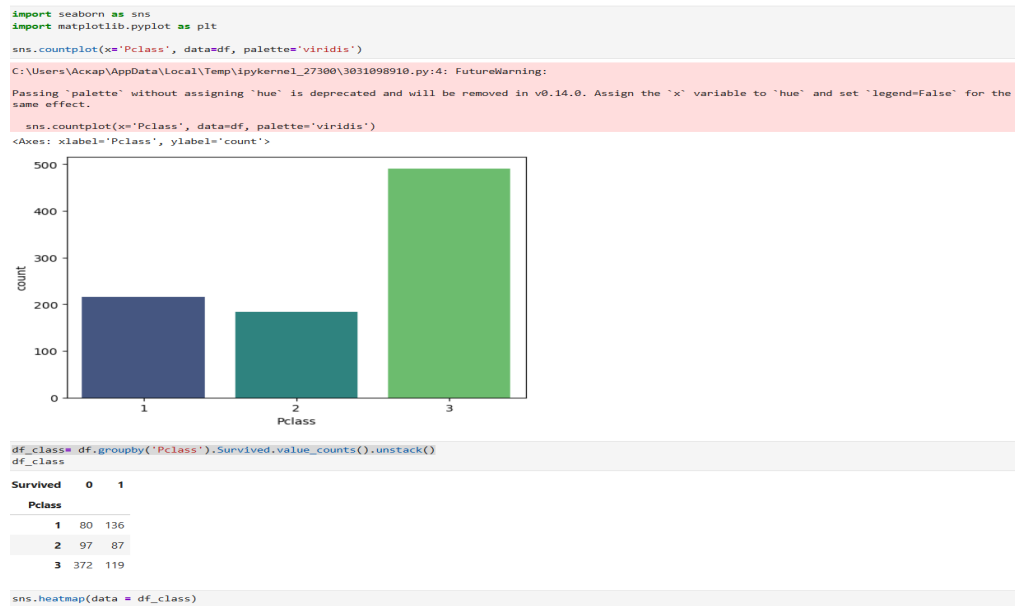 import seaborn as sns
import matplotlib.pyplot as plt
sns.countplot(x='Pclass', data=df, palette='viridis')
C:\Users\Ackap\AppData\Local\Temp\ipykernel_27300\3031098910.py:4: FutureWarning:
Passing `palette` without assigning `hue` is deprecated and will be removed in v0.14.0. Assign the `x` variable to `hue` and set `legend=False` for the
same effect.
sns.countplot(x='Pclass', data=df, palette='viridis')
<Axes: xlabel='Pclass', ylabel='count'>
500
400
300
200
100
0
count
1 2 3
Pclass
df_class= df.groupby('Pclass').Survived.value_counts().unstack()
df_class
Survived 0 1
Pclass
1 80 136
2 97 87
3 372 119
sns.heatmap(data = df_class)